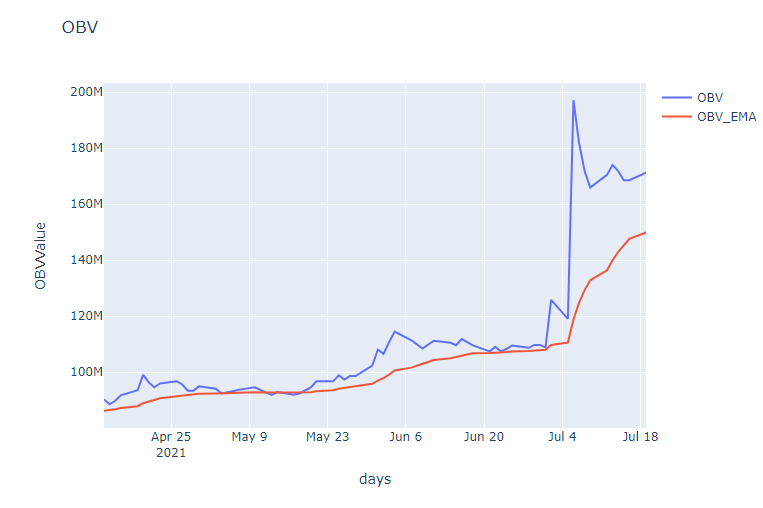 OBV
OBVValue
200M
180M
160M
140M
120M
100M
Apr 25
2021
May 9
May 23
Jun 6
Jun 20
Jul 4
Jul 18
days
OBV
OBV_EMA